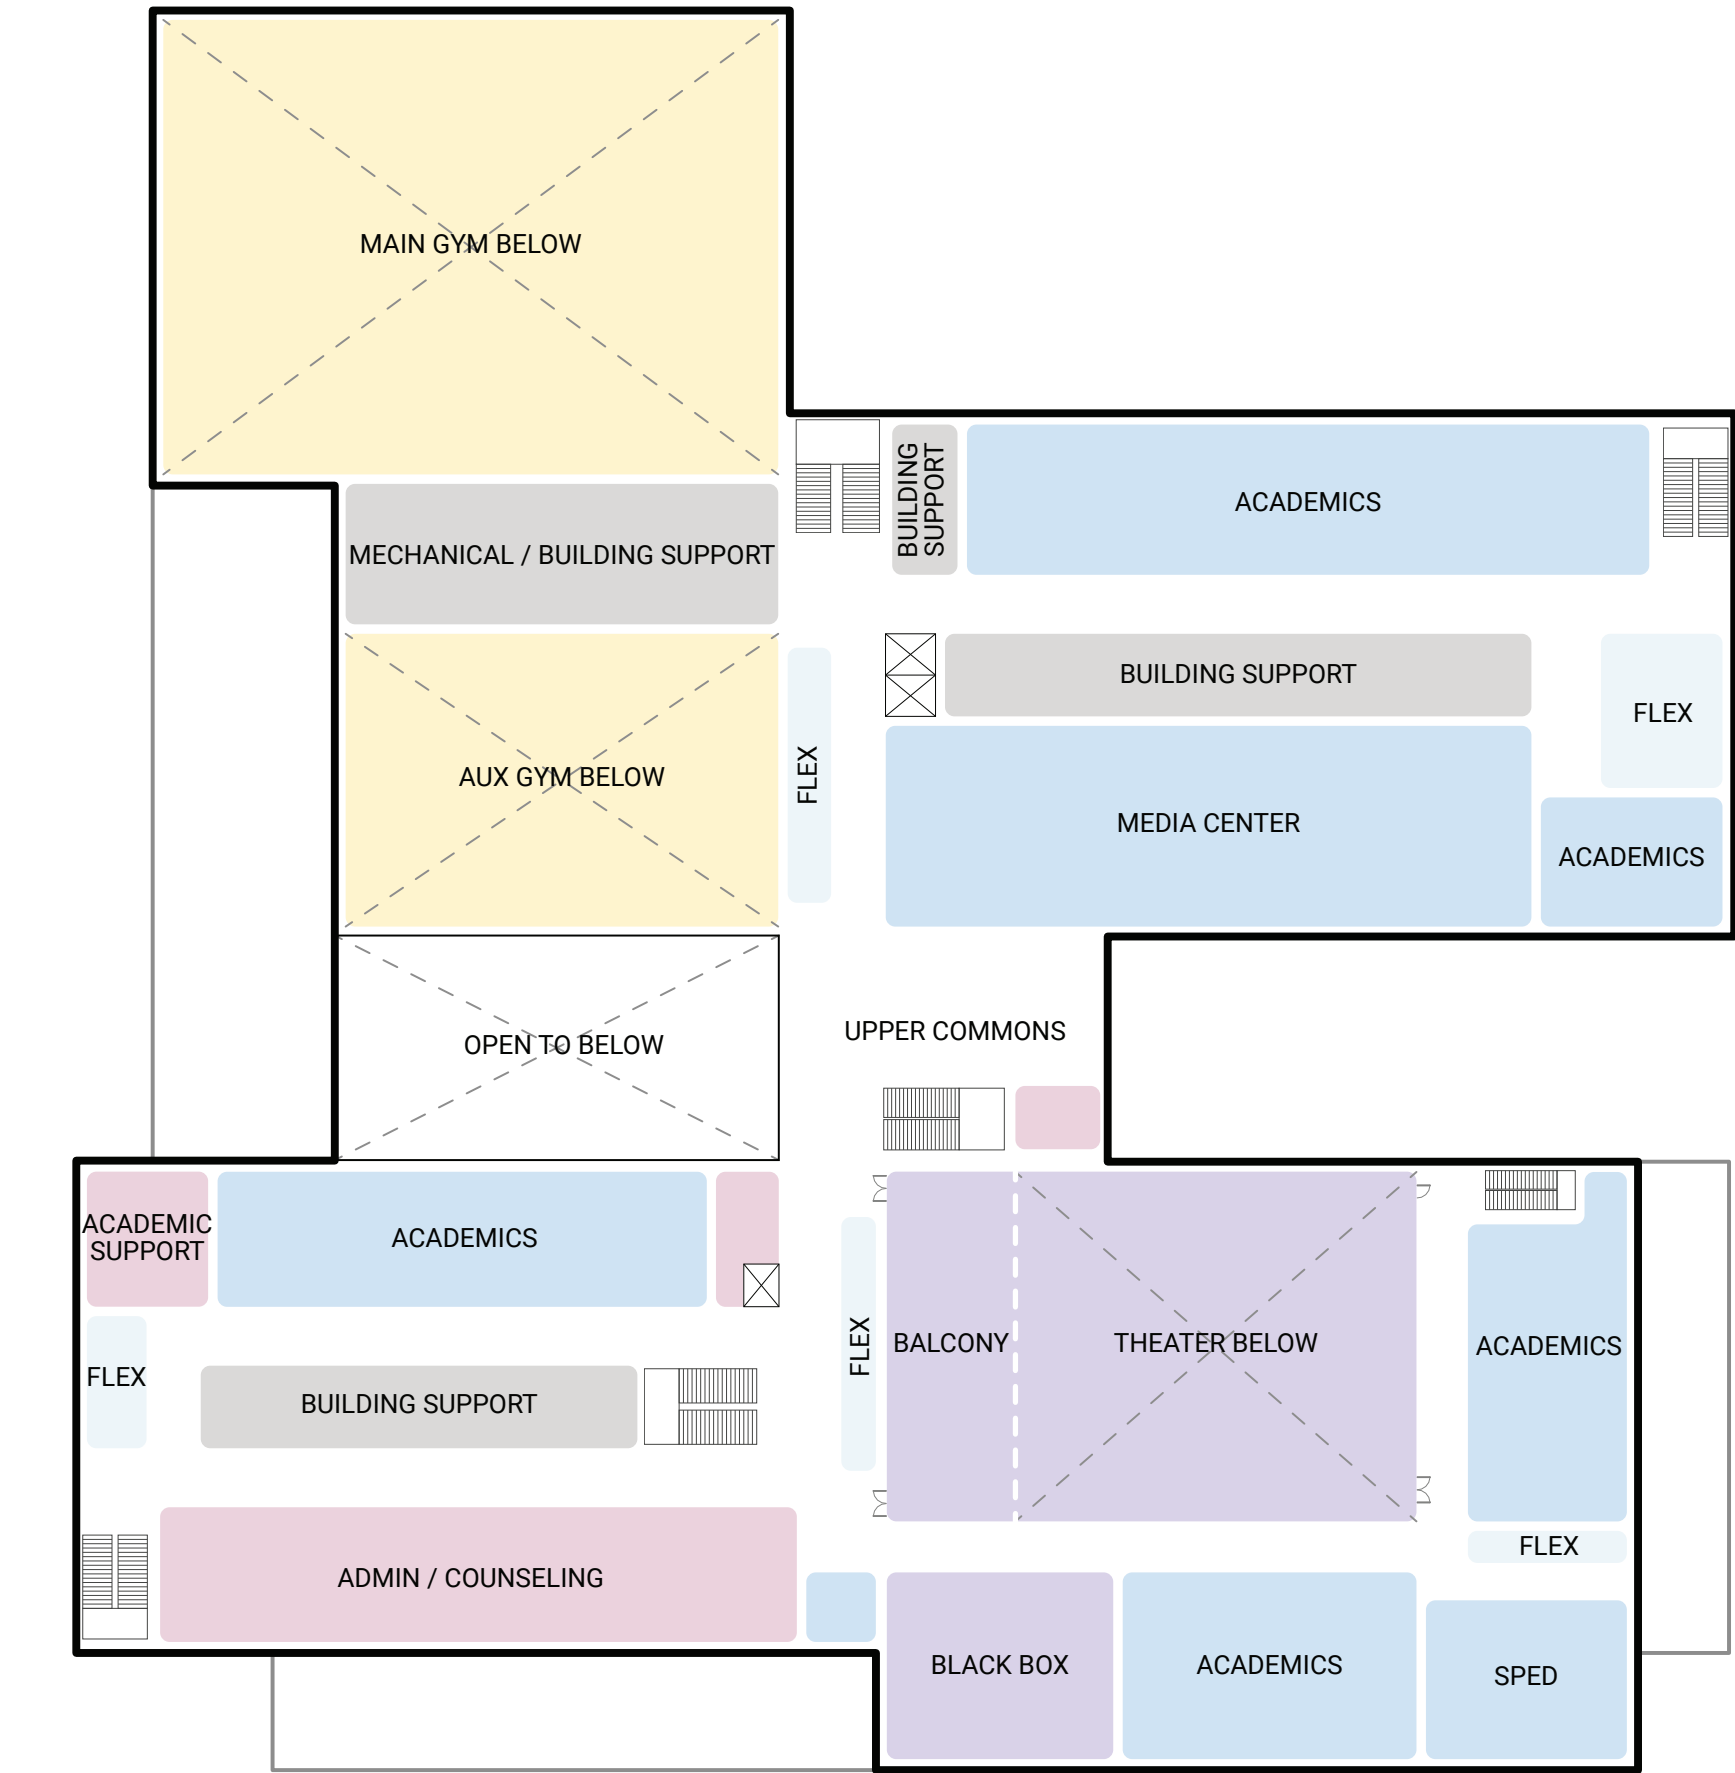 MAIN GYM BELOW
BUILDING
SUPPORT
ACADEMICS
MECHANICAL / BUILDING SUPPORT
BUILDING SUPPORT
FLEX
FLEX
AUX GYM BELOW
MEDIA CENTER
ACADEMICS
UPPER COMMONS
OPEN TO BELOW
ACADEMIC
SUPPORT
ACADEMICS
FLEX
BUILDING SUPPORT
FLEX
BALCONY
THEATER BELOW
ACADEMICS
FLEX
ADMIN / COUNSELING
BLACK BOX
ACADEMICS
SPED